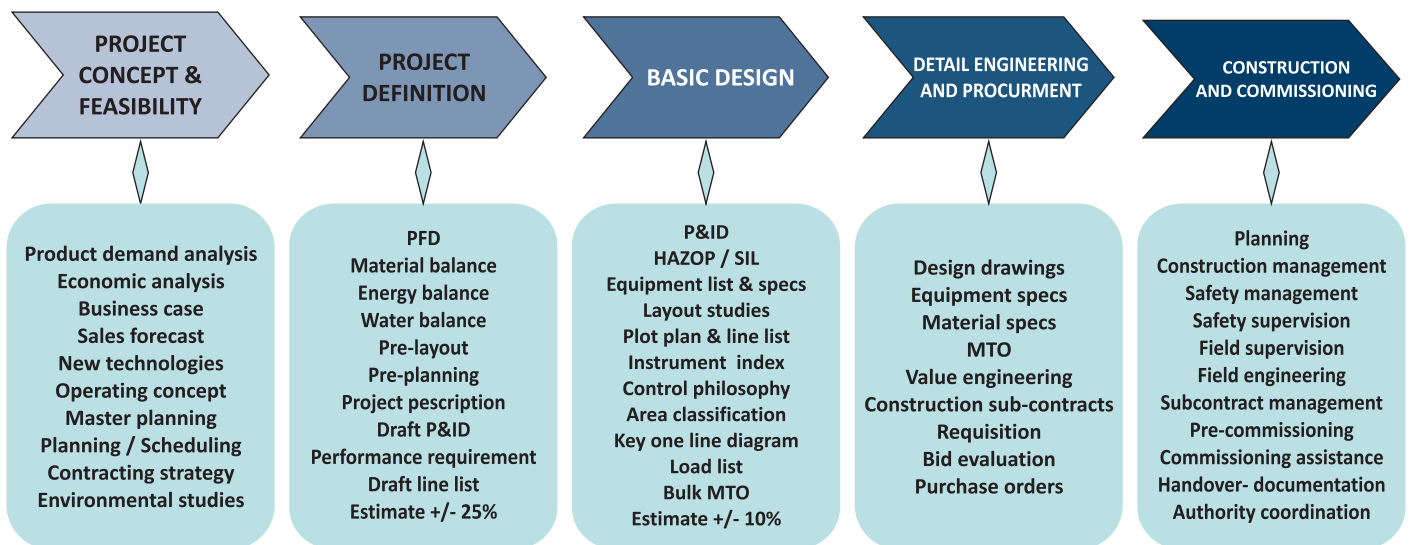 PROJECT
CONCEPT &
FEASIBILITY
Product demand analysis
Economic analysis
Business case
Sales forecast
New technologies
Operating concept
Master planning
Planning / Scheduling
Contracting strategy
Environmental studies
PROJECT
DEFINITION
PFD
Material balance
Energy balance
Water balance
Pre-layout
Pre-planning
Project pescription
Draft P&ID
Performance requirement
Draft line list
Estimate +/- 25%
BASIC DESIGN
P&ID
HAZOP / SIL
Equipment list & specs
Layout studies
Plot plan & line list
Instrument index
Control philosophy
Area classification
Key one line diagram
Load list
Bulk MTO
Estimate +/- 10%
DETAIL ENGINEERING
AND PROCURMENT
Design drawings
Equipment specs
Material specs
MTO
Value engineering
Construction sub-contracts
Requisition
Bid evaluation
Purchase orders
CONSTRUCTION
AND COMMISSIONING
Planning
Construction management
Safety management
Safety supervision
Field supervision
Field engineering
Subcontract management
Pre-commissioning
Commissioning assistance
Handover- documentation
Authority coordination